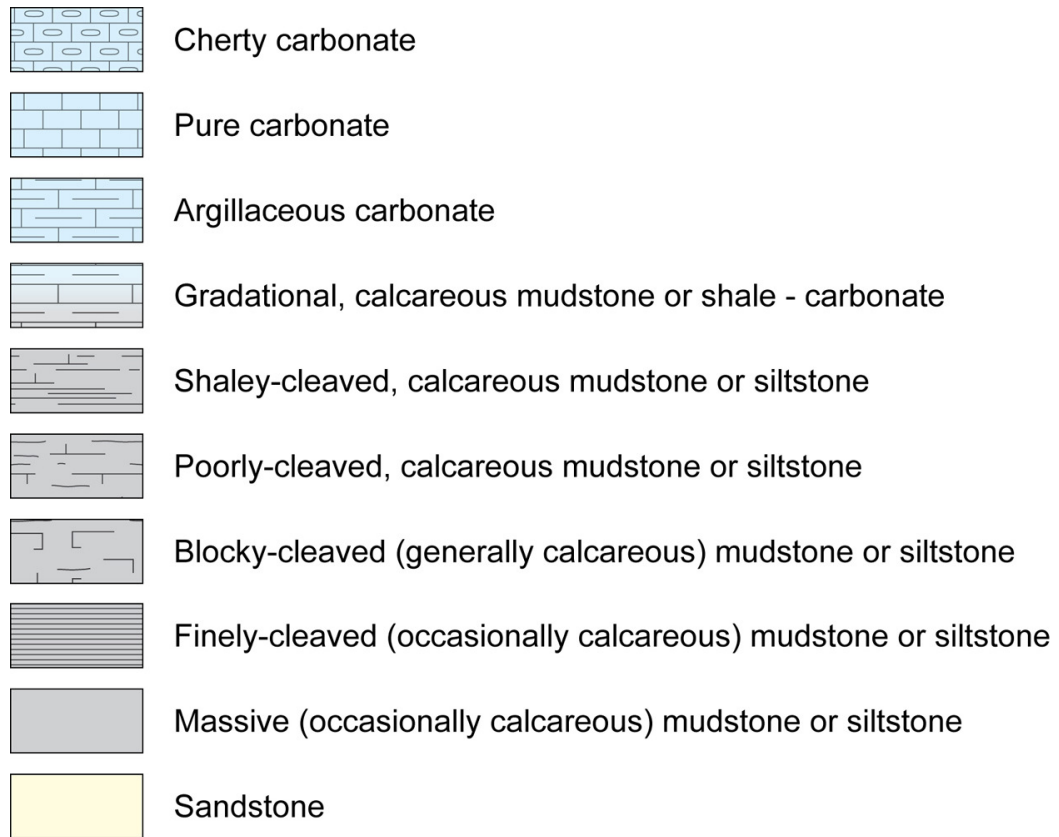 Cherty carbonate
Pure carbonate
Argillaceous carbonate
Gradational, calcareous mudstone or shale - carbonate
Shaley-cleaved, calcareous mudstone or siltstone
Poorly-cleaved, calcareous mudstone or siltstone
Blocky-cleaved (generally calcareous) mudstone or siltstone
Finely-cleaved (occasionally calcareous) mudstone or siltstone
Massive (occasionally calcareous) mudstone or siltstone
Sandstone